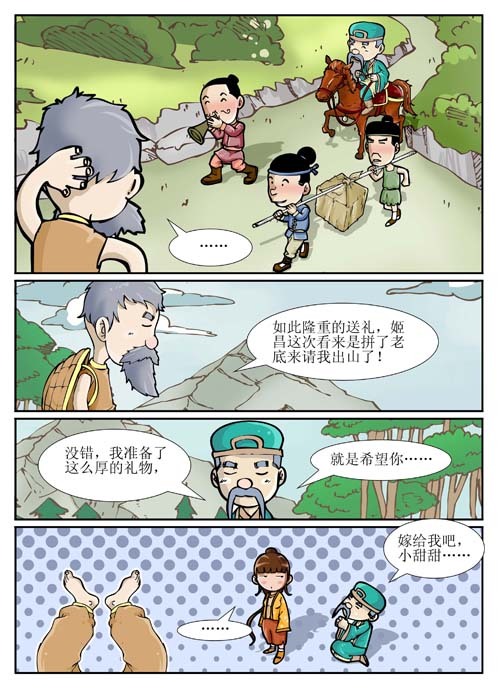 ……
如此隆重的送礼，姬
昌这次看来是拼了老
底来请我出山了！
没错，我准备了
这么厚的礼物，
就是希望你……
嫁给我吧，
小甜甜……
……